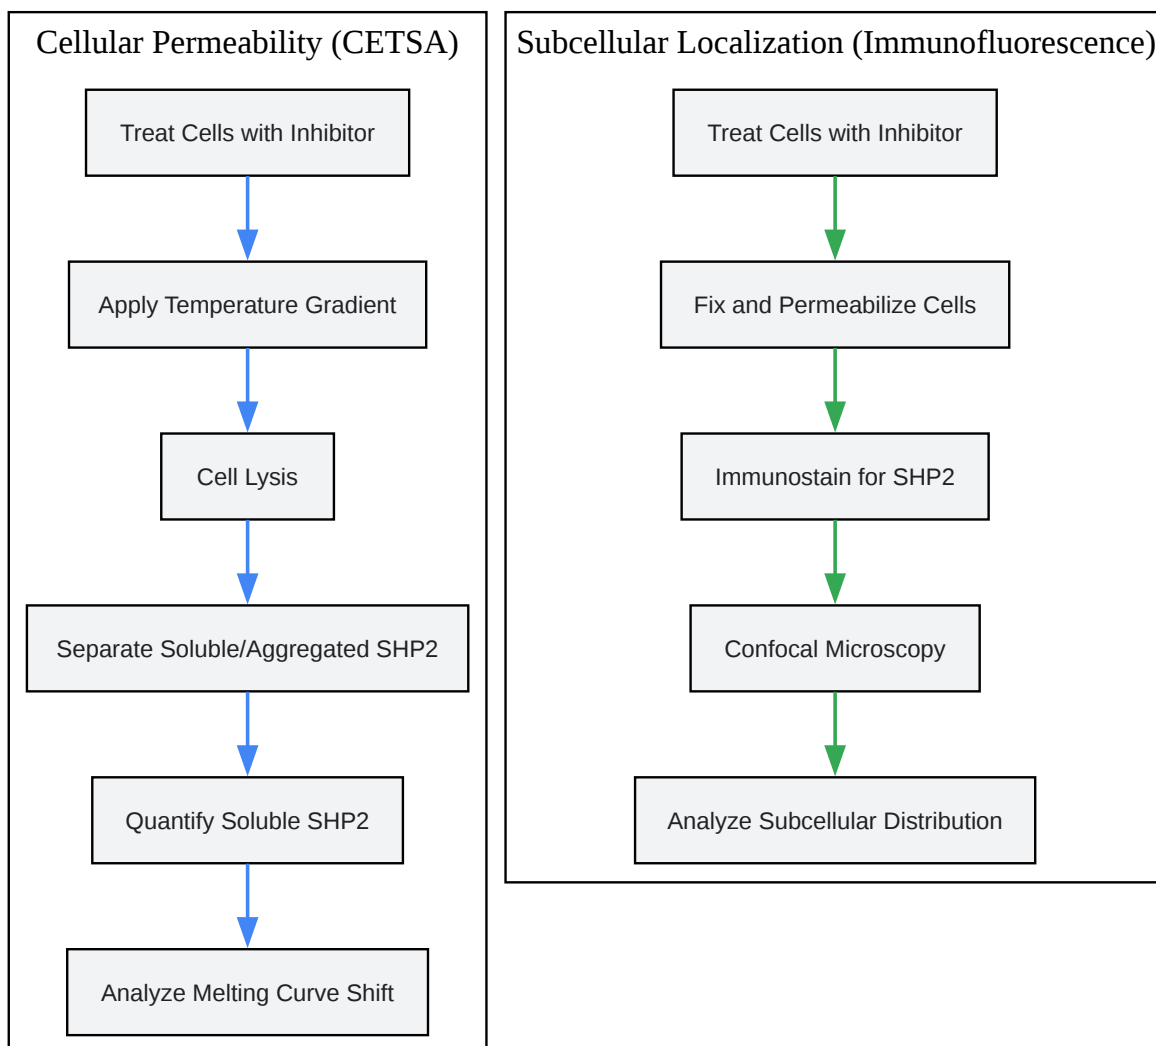 Cellular Permeability (CETSA)
Treat Cells with Inhibitor
Apply Temperature Gradient
Cell Lysis
Separate Soluble/Aggregated SHP2
Quantify Soluble SHP2
Analyze Melting Curve Shift
Subcellular Localization (Immunofluorescence)
Treat Cells with Inhibitor
Fix and Permeabilize Cells
Immunostain for SHP2
Confocal Microscopy
Analyze Subcellular Distribution